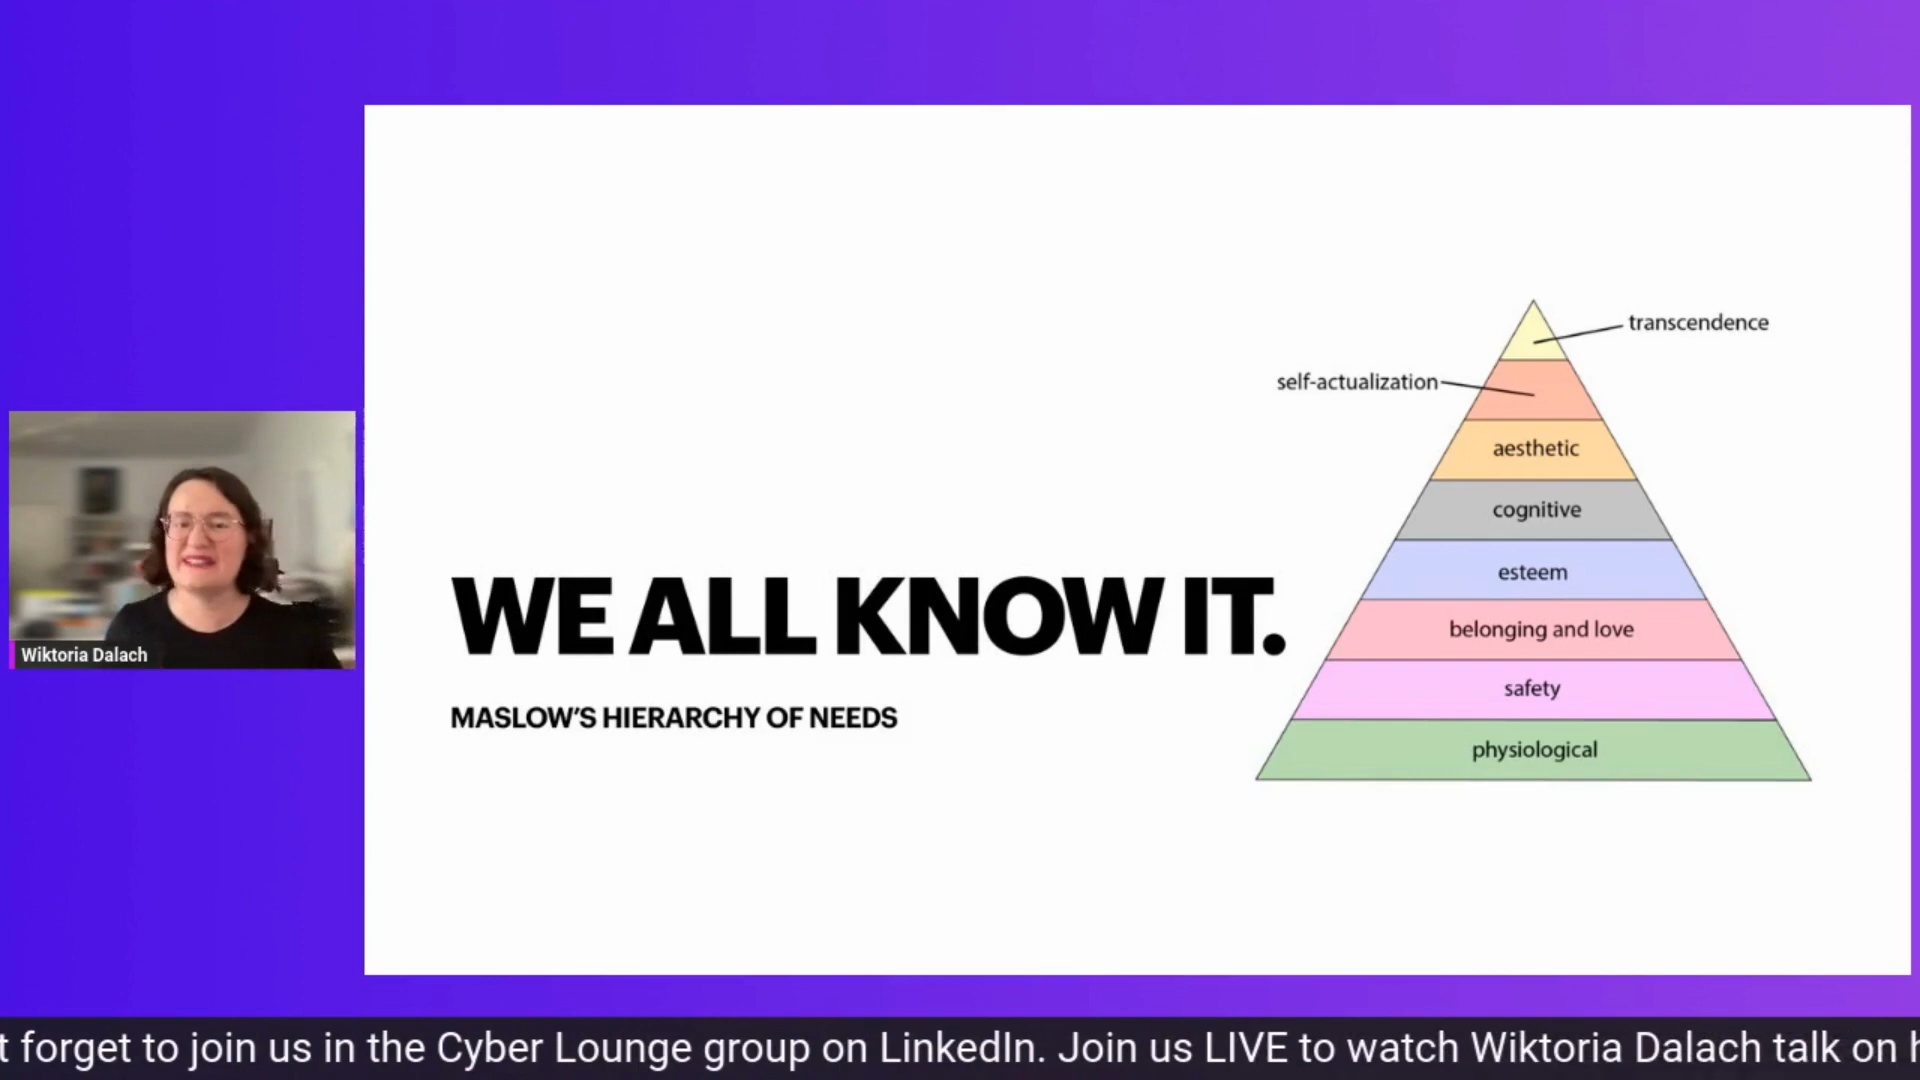 transcendence
self-actualization
aesthetic
cognitive
esteem
belonging and love
safety
physiological
WE ALL KNOW IT.
MASLOW'S HIERARCHY OF NEEDS
Wiktoria Dalach
forget to join us in the Cyber Lounge group on LinkedIn. Join us LIVE to watch Wiktoria Dalach talk on